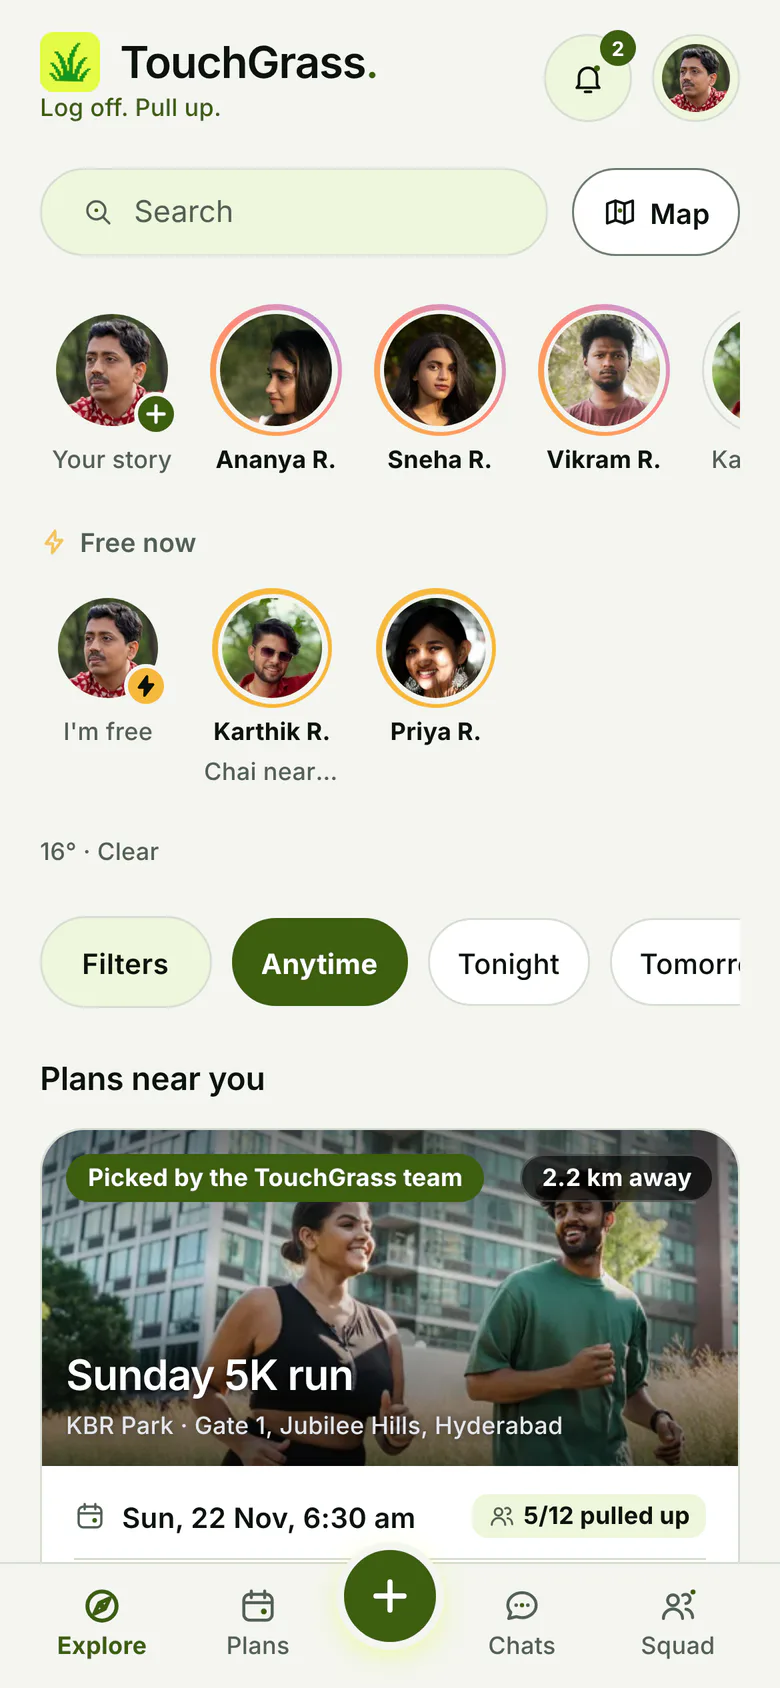 TouchGrass.
2
Log off. Pull up.
Search
Map
Your story
Ananya R.
Sneha R.
Vikram R.
Ka
Free now
I'm free
Karthik R.
Priya R.
Chai near...
16° · Clear
Filters
Anytime
Tonight
Tomorr
Plans near you
Picked by the TouchGrass team
2.2 km away
Sunday 5K run
KBR Park · Gate 1, Jubilee Hills, Hyderabad
Sun, 22 Nov, 6:30 am
5/12 pulled up
Explore
Plans
Chats
Squad